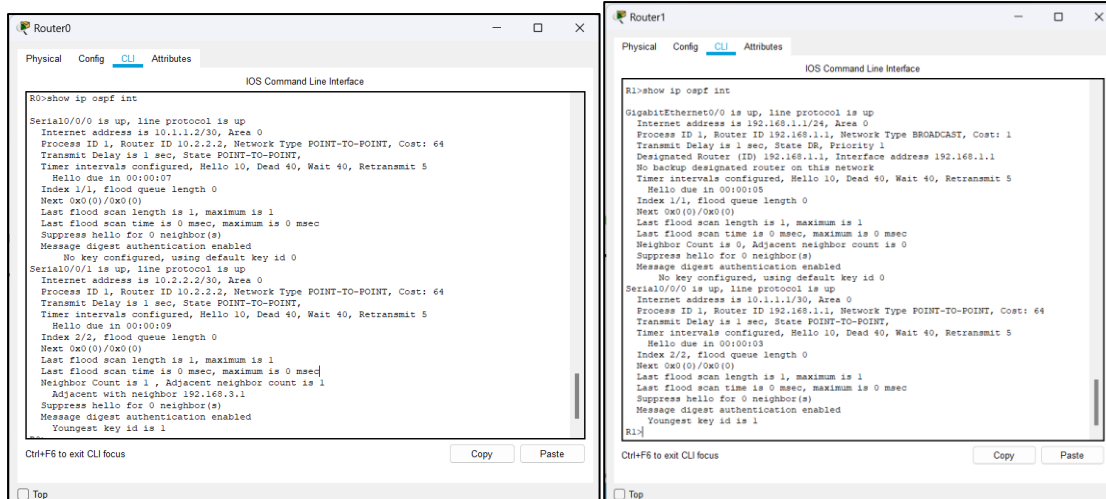 Router0
Physical Config CLI Attributes
IOS Command Line Interface
R0>show ip ospf int
Serial0/0/0 is up, line protocol is up
Internet address is 10.1.1.2/30, Area 0
Process ID 1, Router ID 10.2.2.2, Network Type POINT-TO-POINT, Cost: 64
Transmit Delay is 1 sec, State POINT-TO-POINT,
Timer intervals configured, Hello 10, Dead 40, Wait 40, Retransmit 5
Hello due in 00:00:07
Index 1/1, flood queue length 0
Next 0x0(0)/0x0(0)
Last flood scan length is 1, maximum is 1
Last flood scan time is 0 msec, maximum is 0 msec
Suppress hello for 0 neighbor(s)
Message digest authentication enabled
No key configured, using default key id 0
Serial0/0/1 is up, line protocol is up
Internet address is 10.2.2.2/30, Area 0
Process ID 1, Router ID 10.2.2.2, Network Type POINT-TO-POINT, Cost: 64
Transmit Delay is 1 sec, State POINT-TO-POINT,
Timer intervals configured, Hello 10, Dead 40, Wait 40, Retransmit 5
Hello due in 00:00:09
Index 2/2, flood queue length 0
Next 0x0(0)/0x0(0)
Last flood scan length is 1, maximum is 1
Last flood scan time is 0 msec, maximum is 0 msec
Neighbor Count is 1 , Adjacent neighbor count is 1
Adjacent with neighbor 192.168.3.1
Suppress hello for 0 neighbor(s)
Message digest authentication enabled
Youngest key id is 1
Ctrl+F6 to exit CLI focus
Copy Paste
Top
Router1
Physical Config CLI Attributes
IOS Command Line Interface
R1>show ip ospf int
GigabitEthernet0/0 is up, line protocol is up
Internet address is 192.168.1.1/24, Area 0
Process ID 1, Router ID 192.168.1.1, Network Type BROADCAST, Cost: 1
Transmit Delay is 1 sec, State DR, Priority 1
Designated Router (ID) 192.168.1.1, Interface address 192.168.1.1
No backup designated router on this network
Timer intervals configured, Hello 10, Dead 40, Wait 40, Retransmit 5
Hello due in 00:00:05
Index 1/1, flood queue length 0
Next 0x0(0)/0x0(0)
Last flood scan length is 1, maximum is 1
Last flood scan time is 0 msec, maximum is 0 msec
Neighbor Count is 0, Adjacent neighbor count is 0
Suppress hello for 0 neighbor(s)
Message digest authentication enabled
No key configured, using default key id 0
Serial0/0/0 is up, line protocol is up
Internet address is 10.1.1.1/30, Area 0
Process ID 1, Router ID 192.168.1.1, Network Type POINT-TO-POINT, Cost: 64
Transmit Delay is 1 sec, State POINT-TO-POINT,
Timer intervals configured, Hello 10, Dead 40, Wait 40, Retransmit 5
Hello due in 00:00:03
Index 2/2, flood queue length 0
Next 0x0(0)/0x0(0)
Last flood scan length is 1, maximum is 1
Last flood scan time is 0 msec, maximum is 0 msec
Suppress hello for 0 neighbor(s)
Message digest authentication enabled
Youngest key id is 1
R1>
Ctrl+F6 to exit CLI focus
Copy Paste
Top